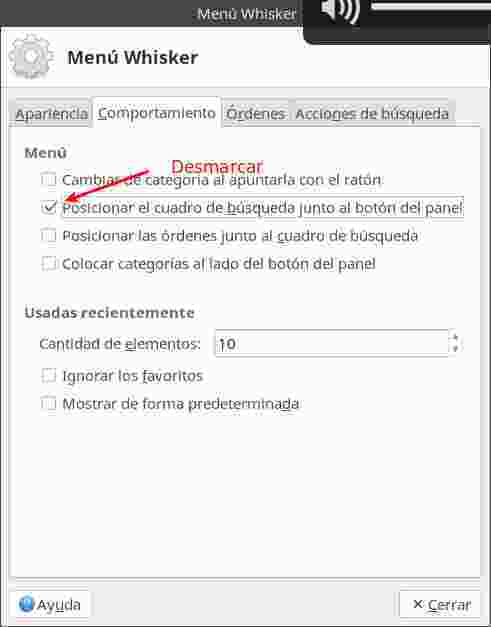 Menú Whisker
Menú Whisker
Apariencia Comportamiento Órdenes Acciones de búsqueda
Menú
Desmarcar
Cambiar de categoría al apuntarla con el ratón
Posicionar el cuadro de búsqueda junto al botón del panel
Posicionar las órdenes junto al cuadro de búsqueda
Colocar categorías al lado del botón del panel
Usadas recientemente
Cantidad de elementos: 10
Ignorar los favoritos
Mostrar de forma predeterminada
Ayuda
Cerrar